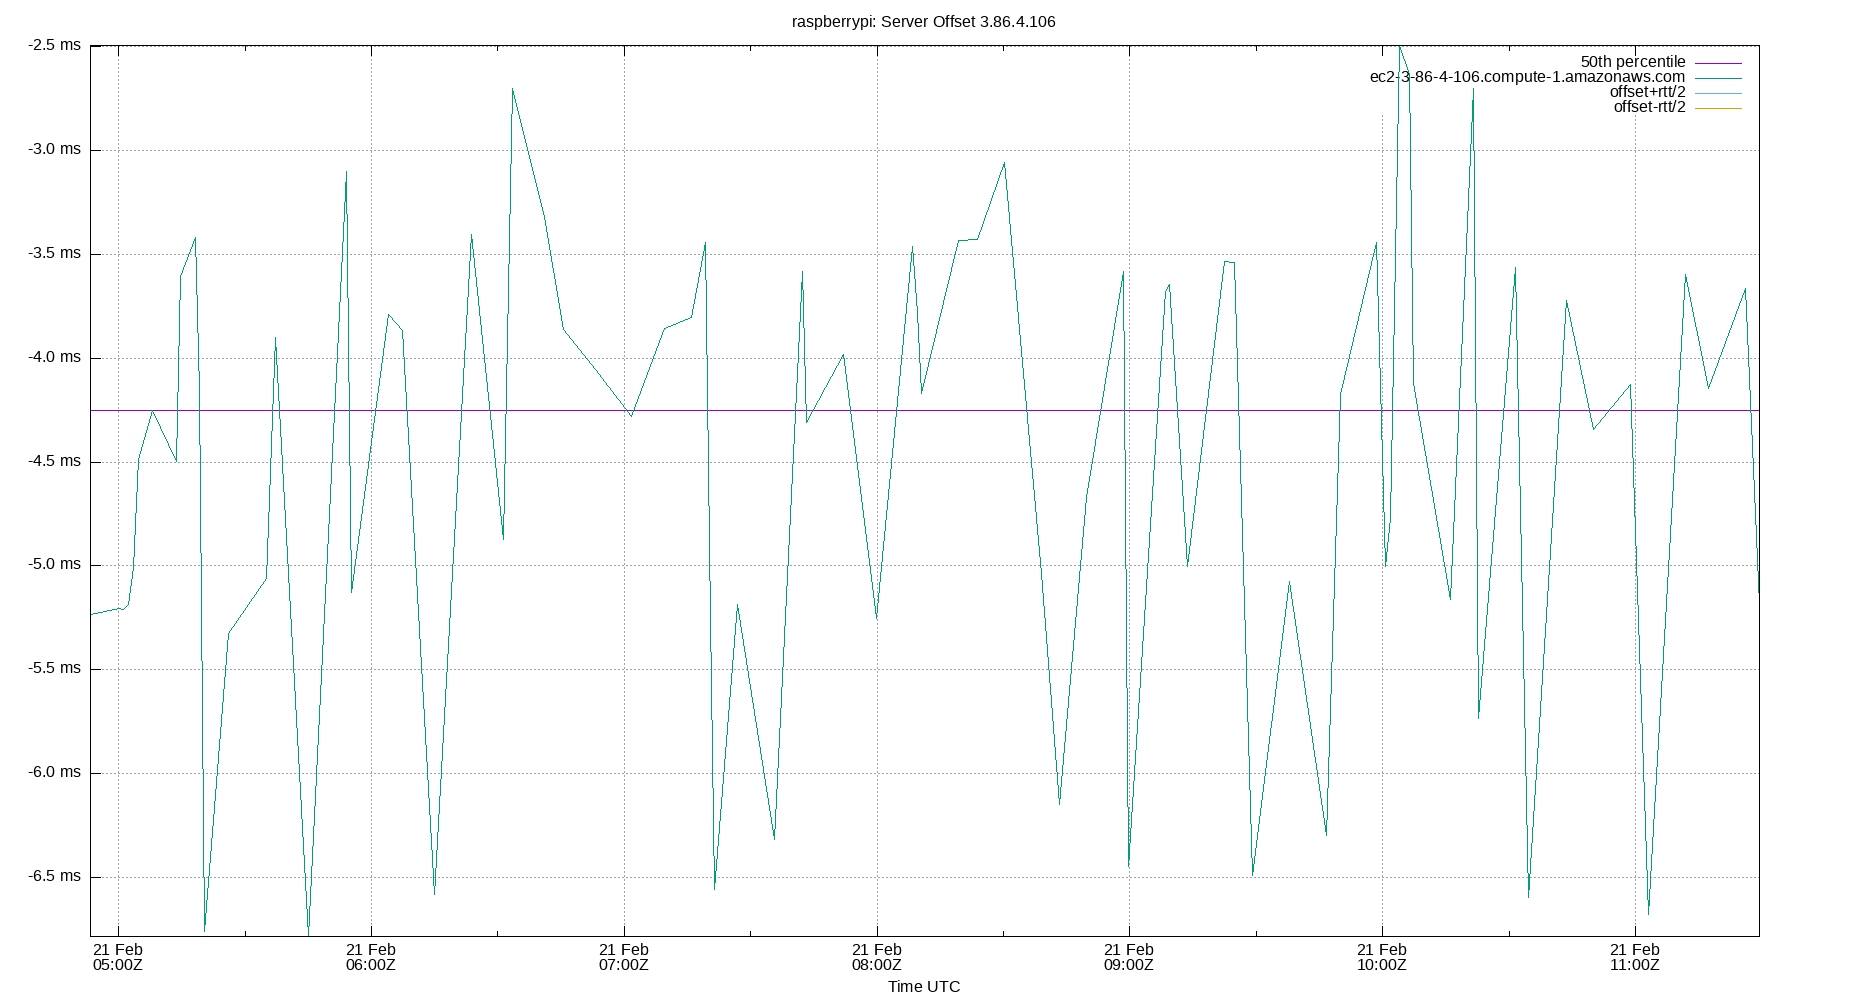 raspberrypi: Server Offset 3.86.4.106
-2.5 ms
50th percentile
ec2-3-86-4-106.compute-1.amazonaws.com
offset+rtt/2
offset-rtt/2
-3.0 ms
-3.5 ms
-4.0 ms
-4.5 ms
-5.0 ms
-5.5 ms
-6.0 ms
-6.5 ms
21 Feb 21 Feb 21 Feb 21 Feb 21 Feb 21 Feb 21 Feb
05:00Z 06:00Z 07:00Z 08:00Z 09:00Z 10:00Z 11:00Z
Time UTC